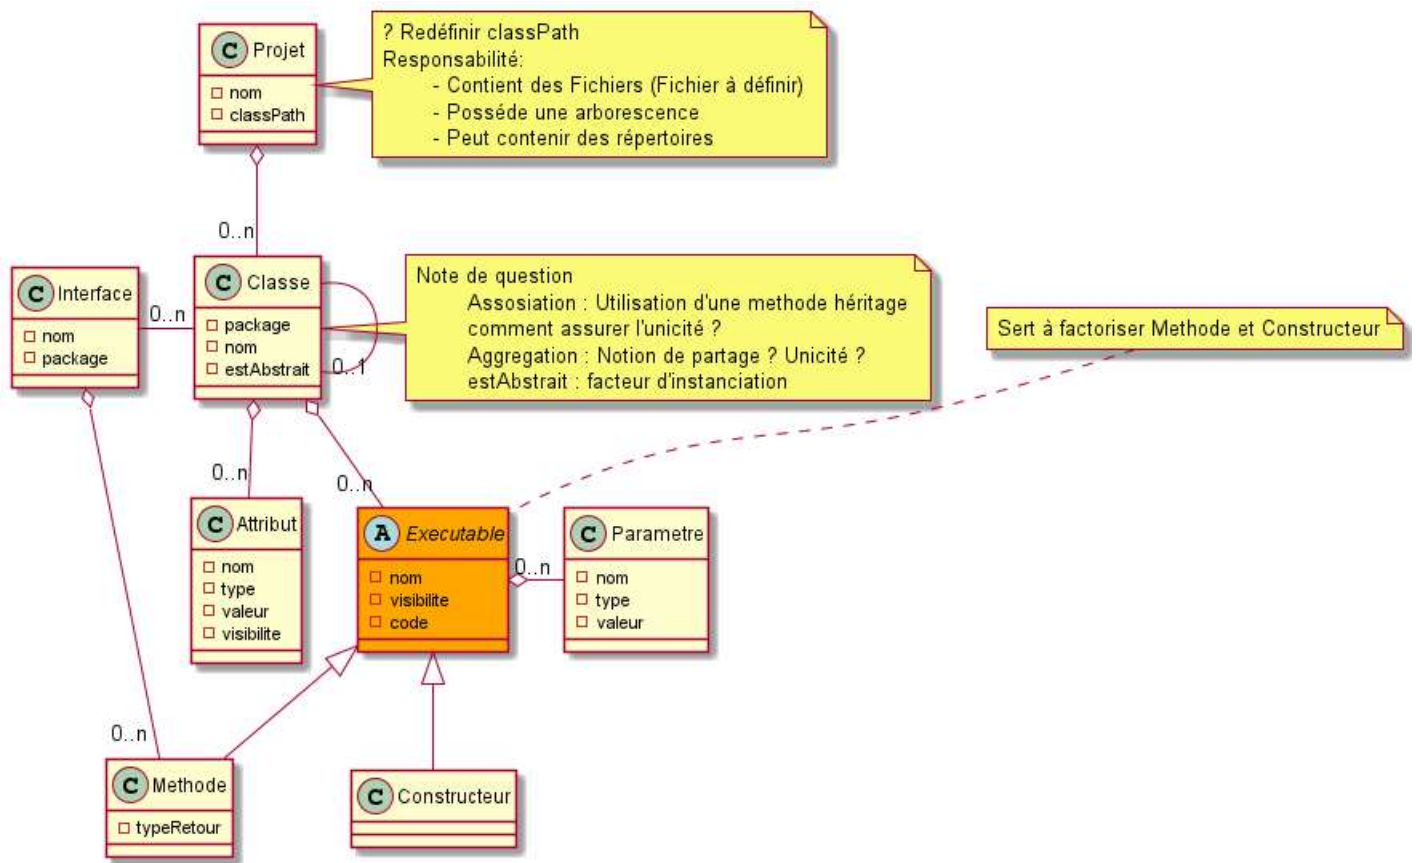 C Projet
nom
classPath
? Redéfinir classPath
Responsabilité:
- Contient des Fichiers (Fichier à définir)
- Posséde une arborescence
- Peut contenir des répertoires
0..n
C Interface
nom
package
0..n
C Classe
package
nom
estAbstrait
0..1
Note de question
Assosiation : Utilisation d'une methode héritage
comment assurer l'unicité ?
Aggregation : Notion de partage ? Unicité ?
estAbstrait : facteur d'instanciation
Sert à factoriser Methode et Constructeur
0..n
0..n
C Attribut
nom
type
valeur
visibilite
A Executable
nom
visibilite
code
0..n
C Parametre
nom
type
valeur
0..n
C Methode
typeRetour
C Constructeur